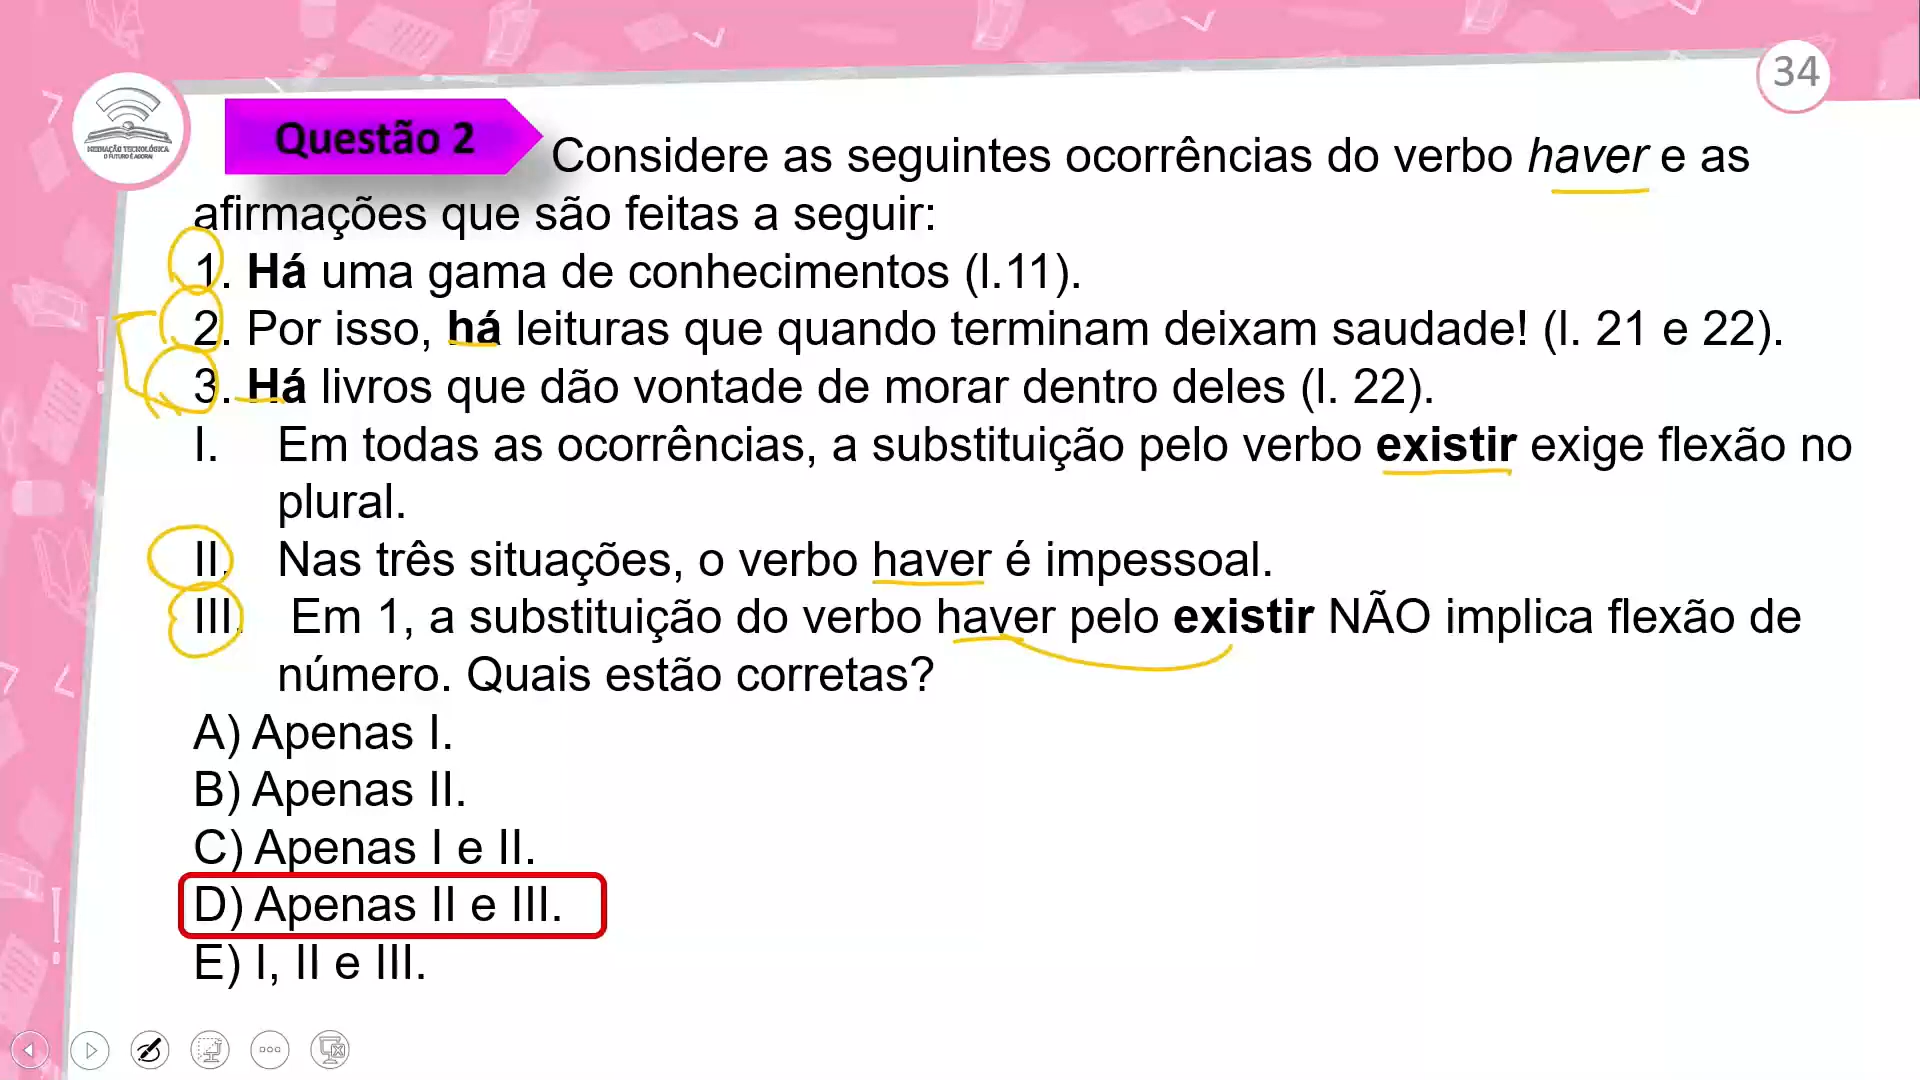 34
MEDIAÇÃO TECNOLÓGICA
O FUTURO É AGORA!
Questão 2
Considere as seguintes ocorrências do verbo haver e as
afirmações que são feitas a seguir:
1. Há uma gama de conhecimentos (l.11).
2. Por isso, há leituras que quando terminam deixam saudade! (l. 21 e 22).
3. Há livros que dão vontade de morar dentro deles (l. 22).
I. Em todas as ocorrências, a substituição pelo verbo existir exige flexão no
plural.
II. Nas três situações, o verbo haver é impessoal.
III. Em 1, a substituição do verbo haver pelo existir NÃO implica flexão de
número. Quais estão corretas?
A) Apenas I.
B) Apenas II.
C) Apenas I e II.
D) Apenas II e III.
E) I, II e III.